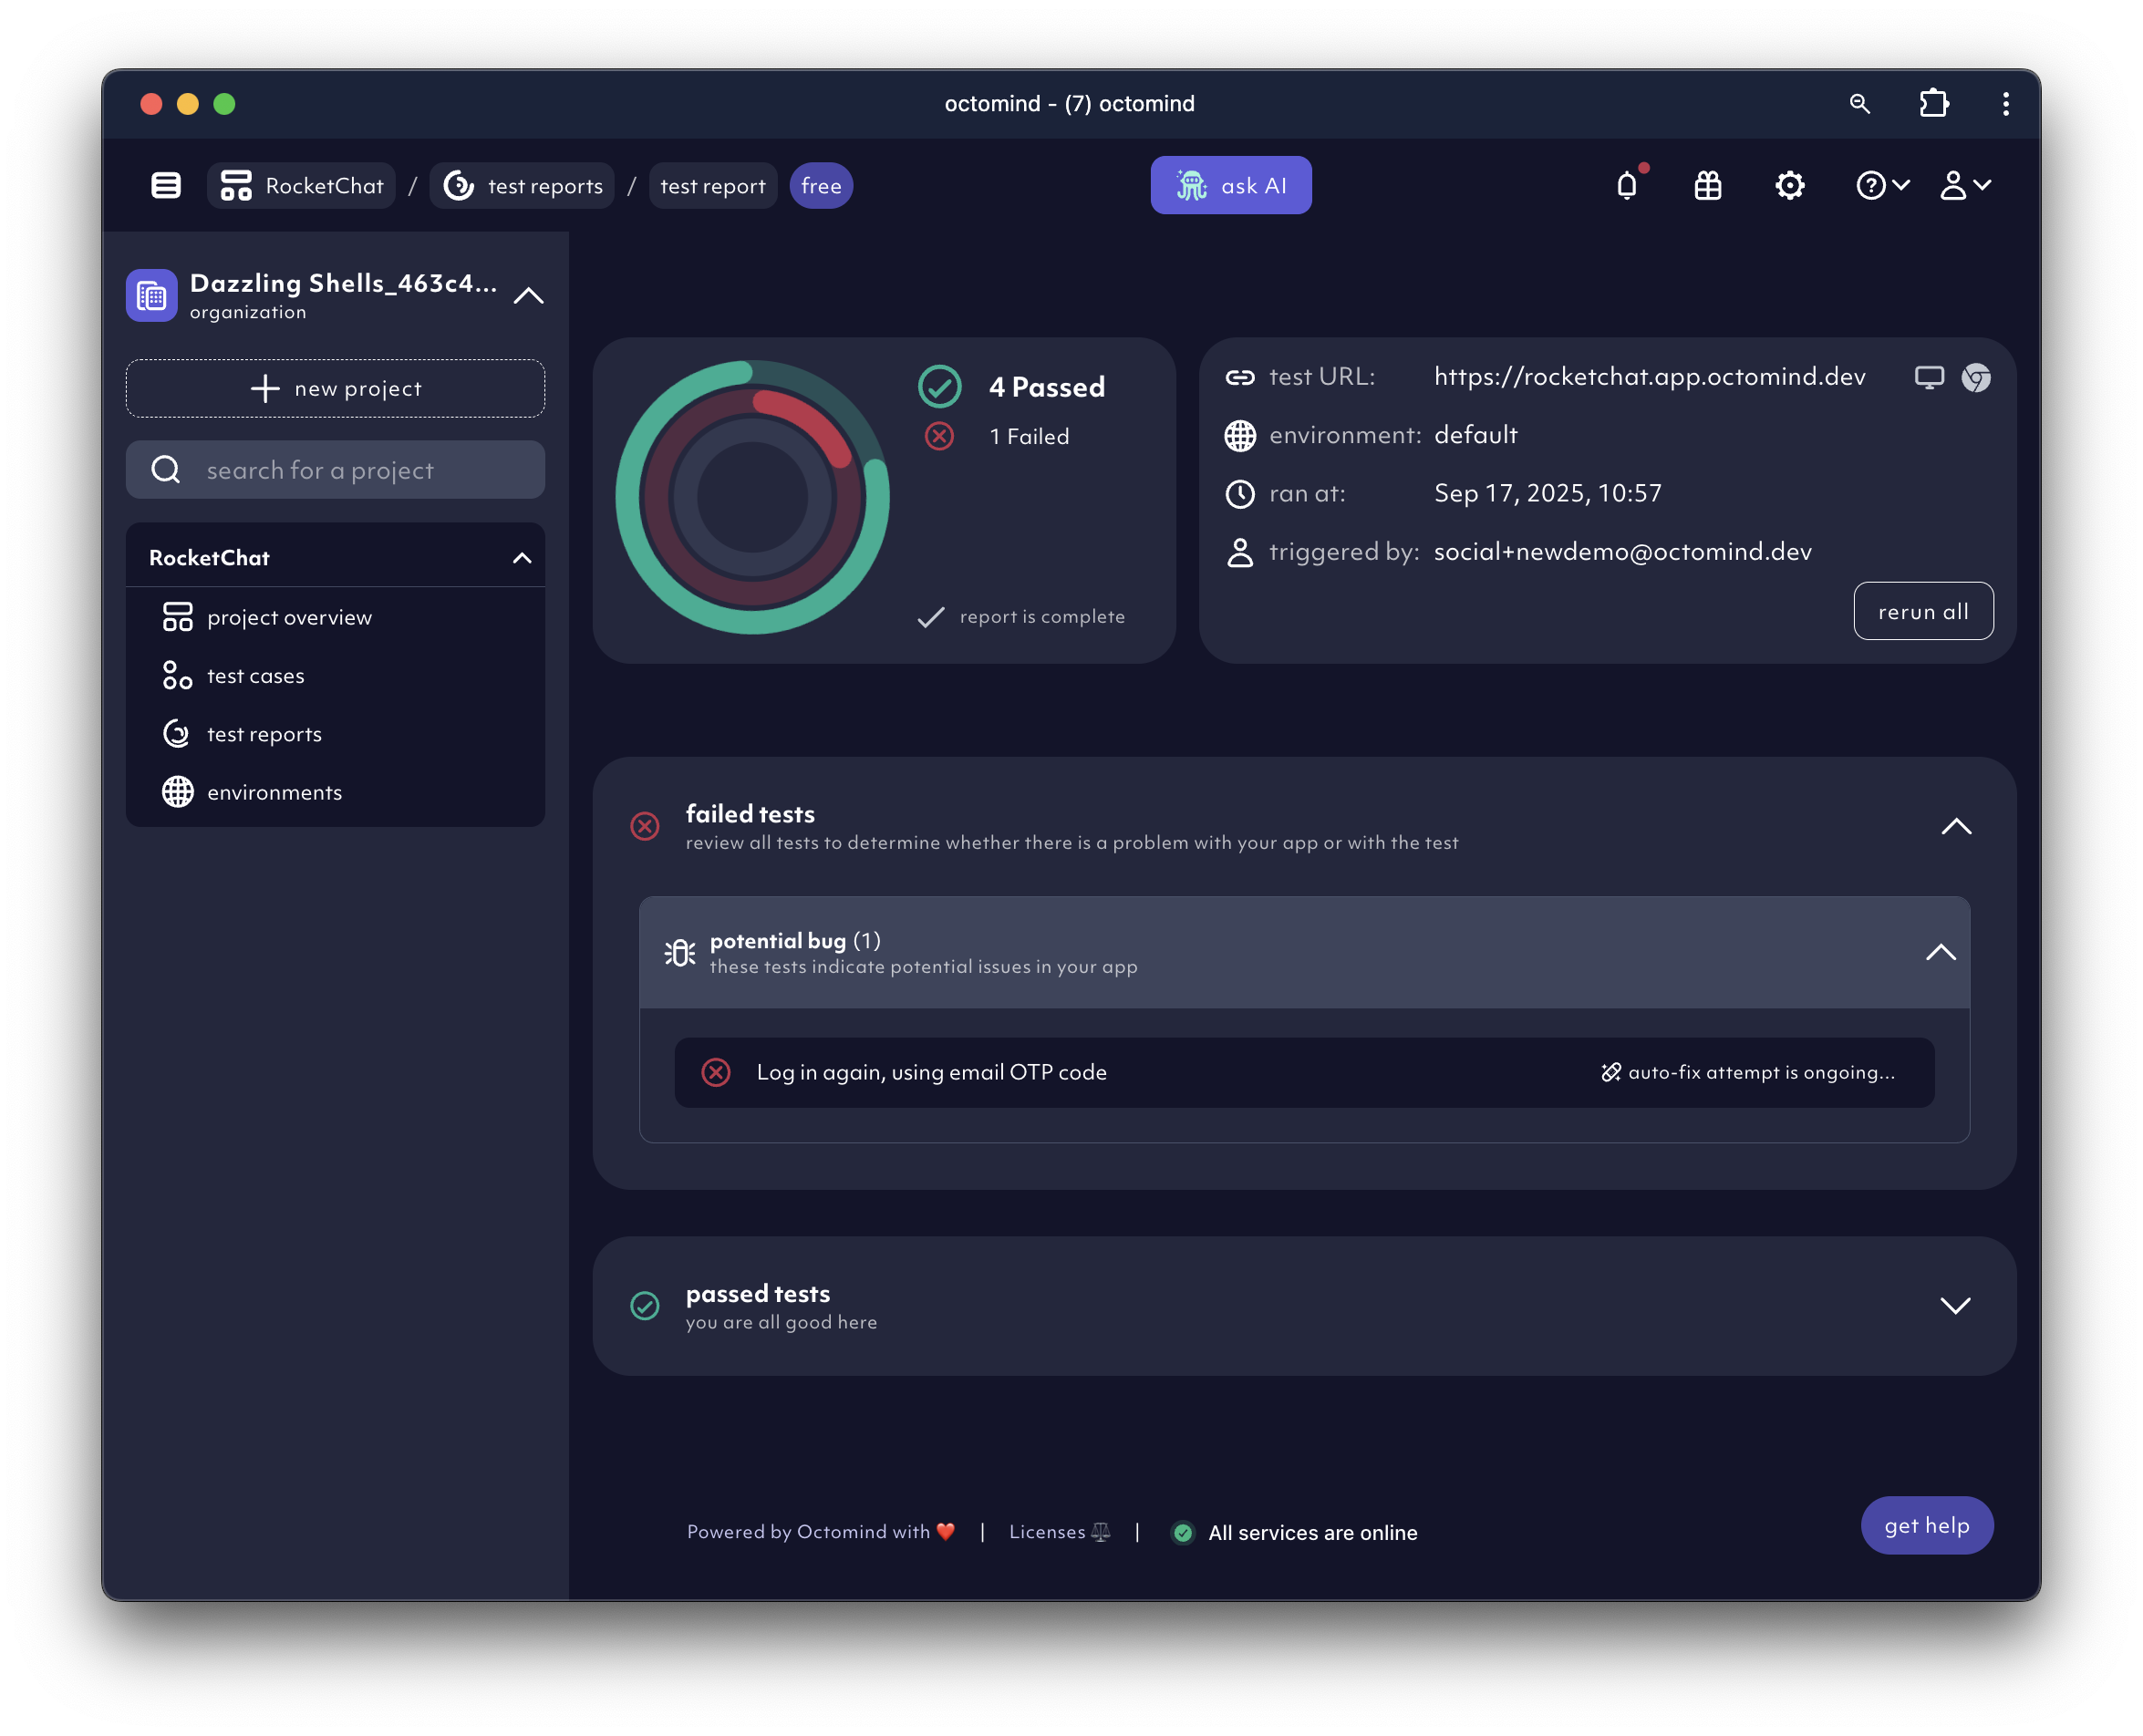 octomind - (7) octomind
RocketChat / test reports / test report free
ask AI
Dazzling Shells_463c4...
organization
new project
search for a project
RocketChat
project overview
test cases
test reports
environments
4 Passed
1 Failed
report is complete
test URL: https://rocketchat.app.octomind.dev
environment: default
ran at: Sep 17, 2025, 10:57
triggered by: social+newdemo@octomind.dev
rerun all
failed tests
review all tests to determine whether there is a problem with your app or with the test
potential bug (1)
these tests indicate potential issues in your app
Log in again, using email OTP code
auto-fix attempt is ongoing...
passed tests
you are all good here
Powered by Octomind with ❤️ | Licenses ⚖ | All services are online
get help